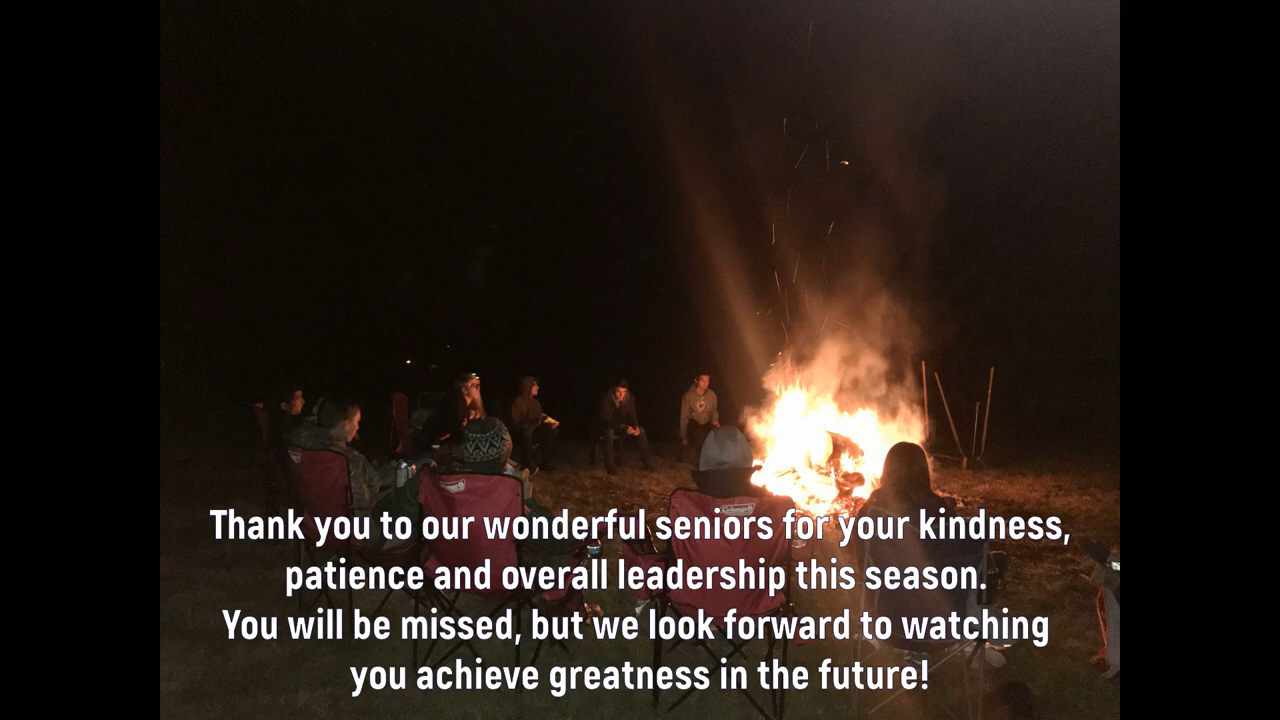 Thank you to our wonderful seniors for your kindness,
patience and overall leadership this season.
You will be missed, but we look forward to watching
you achieve greatness in the future!
Coleman